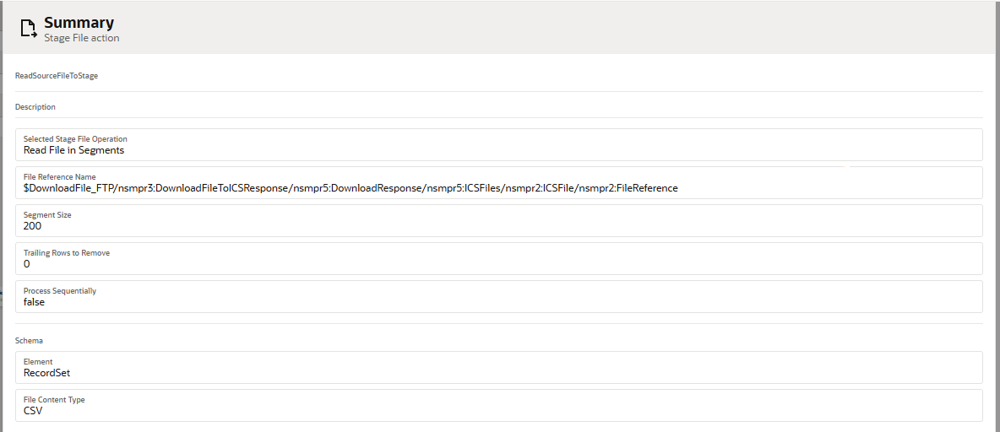 Summary
Stage File action
ReadSourceFileToStage
Description
Selected Stage File Operation
Read File in Segments
File Reference Name
$DownloadFile_FTP/nsmpr3:DownloadFileToICSResponse/nsmpr5:DownloadResponse/nsmpr5:ICSFiles/nsmpr2:ICSFile/nsmpr2:FileReference
Segment Size
200
Trailing Rows to Remove
0
Process Sequentially
false
Schema
Element
RecordSet
File Content Type
CSV